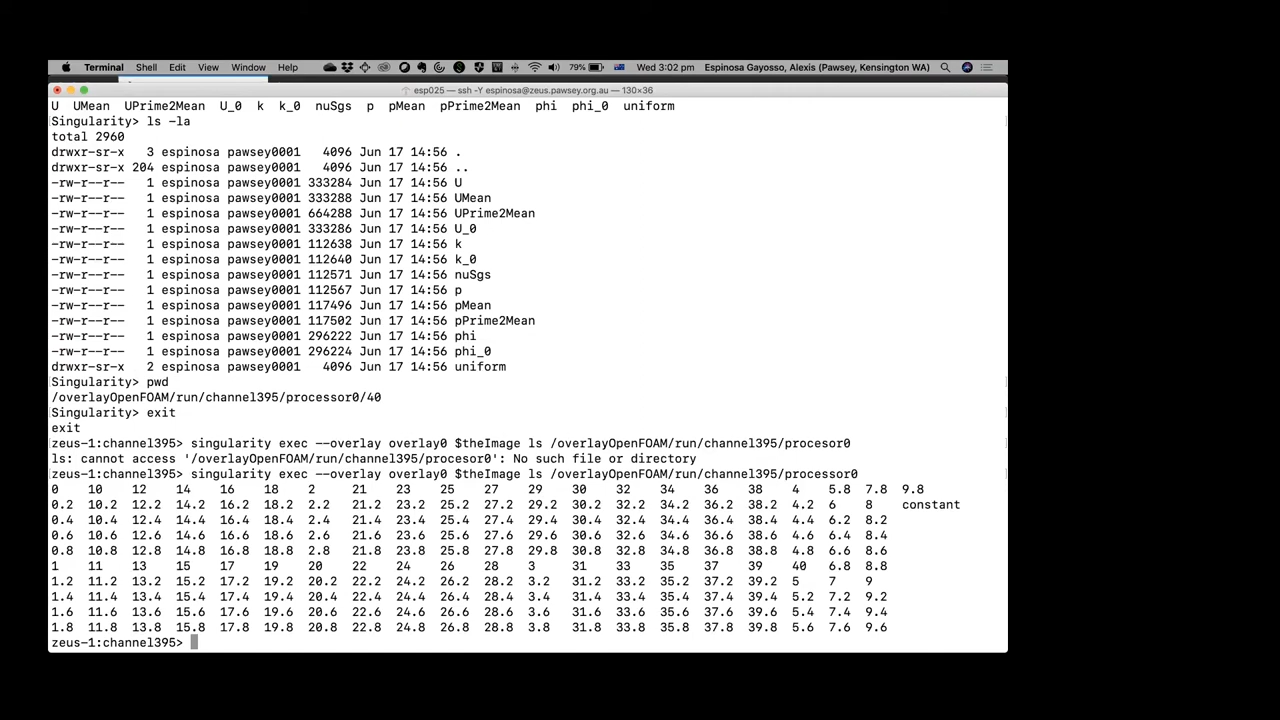 Terminal Shell Edit View Window Help 79% Wed 3:02 pm Espinosa Gayosso, Alexis (Pawsey, Kensington WA)
esp025 — ssh -Y espinosa@zeus.pawsey.org.au — 130×36
U UMean UPrime2Mean U_0 k k_0 nuSgs p pMean pPrime2Mean phi phi_0 uniform
Singularity> ls -la
total 2960
drwxr-sr-x 3 espinosa pawsey0001 4096 Jun 17 14:56 .
drwxr-sr-x 204 espinosa pawsey0001 4096 Jun 17 14:56 ..
-rw-r--r-- 1 espinosa pawsey0001 333284 Jun 17 14:56 U
-rw-r--r-- 1 espinosa pawsey0001 333288 Jun 17 14:56 UMean
-rw-r--r-- 1 espinosa pawsey0001 664288 Jun 17 14:56 UPrime2Mean
-rw-r--r-- 1 espinosa pawsey0001 333286 Jun 17 14:56 U_0
-rw-r--r-- 1 espinosa pawsey0001 112638 Jun 17 14:56 k
-rw-r--r-- 1 espinosa pawsey0001 112640 Jun 17 14:56 k_0
-rw-r--r-- 1 espinosa pawsey0001 112571 Jun 17 14:56 nuSgs
-rw-r--r-- 1 espinosa pawsey0001 112567 Jun 17 14:56 p
-rw-r--r-- 1 espinosa pawsey0001 117496 Jun 17 14:56 pMean
-rw-r--r-- 1 espinosa pawsey0001 117502 Jun 17 14:56 pPrime2Mean
-rw-r--r-- 1 espinosa pawsey0001 296222 Jun 17 14:56 phi
-rw-r--r-- 1 espinosa pawsey0001 296224 Jun 17 14:56 phi_0
drwxr-sr-x 2 espinosa pawsey0001 4096 Jun 17 14:56 uniform
Singularity> pwd
/overlayOpenFOAM/run/channel395/processor0/40
Singularity> exit
exit
zeus-1:channel395> singularity exec --overlay overlay0 $theImage ls /overlayOpenFOAM/run/channel395/procesor0
ls: cannot access '/overlayOpenFOAM/run/channel395/procesor0': No such file or directory
zeus-1:channel395> singularity exec --overlay overlay0 $theImage ls /overlayOpenFOAM/run/channel395/processor0
0 10 12 14 16 18 2 21 23 25 27 29 30 32 34 36 38 4 5.8 7.8 9.8
0.2 10.2 12.2 14.2 16.2 18.2 2.2 21.2 23.2 25.2 27.2 29.2 30.2 32.2 34.2 36.2 38.2 4.2 6 8 constant
0.4 10.4 12.4 14.4 16.4 18.4 2.4 21.4 23.4 25.4 27.4 29.4 30.4 32.4 34.4 36.4 38.4 4.4 6.2 8.2
0.6 10.6 12.6 14.6 16.6 18.6 2.6 21.6 23.6 25.6 27.6 29.6 30.6 32.6 34.6 36.6 38.6 4.6 6.4 8.4
0.8 10.8 12.8 14.8 16.8 18.8 2.8 21.8 23.8 25.8 27.8 29.8 30.8 32.8 34.8 36.8 38.8 4.8 6.6 8.6
1 11 13 15 17 19 20 22 24 26 28 3 31 33 35 37 39 40 6.8 8.8
1.2 11.2 13.2 15.2 17.2 19.2 20.2 22.2 24.2 26.2 28.2 3.2 31.2 33.2 35.2 37.2 39.2 5 7 9
1.4 11.4 13.4 15.4 17.4 19.4 20.4 22.4 24.4 26.4 28.4 3.4 31.4 33.4 35.4 37.4 39.4 5.2 7.2 9.2
1.6 11.6 13.6 15.6 17.6 19.6 20.6 22.6 24.6 26.6 28.6 3.6 31.6 33.6 35.6 37.6 39.6 5.4 7.4 9.4
1.8 11.8 13.8 15.8 17.8 19.8 20.8 22.8 24.8 26.8 28.8 3.8 31.8 33.8 35.8 37.8 39.8 5.6 7.6 9.6
zeus-1:channel395>